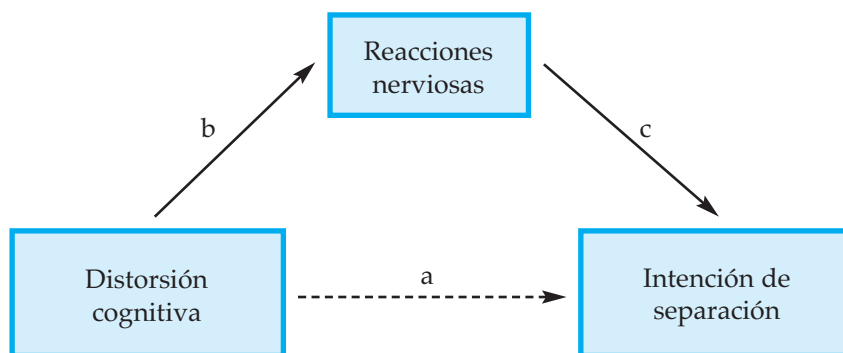 Reacciones
nerviosas
b
c
Distorsión
cognitiva
a
Intención de
separación